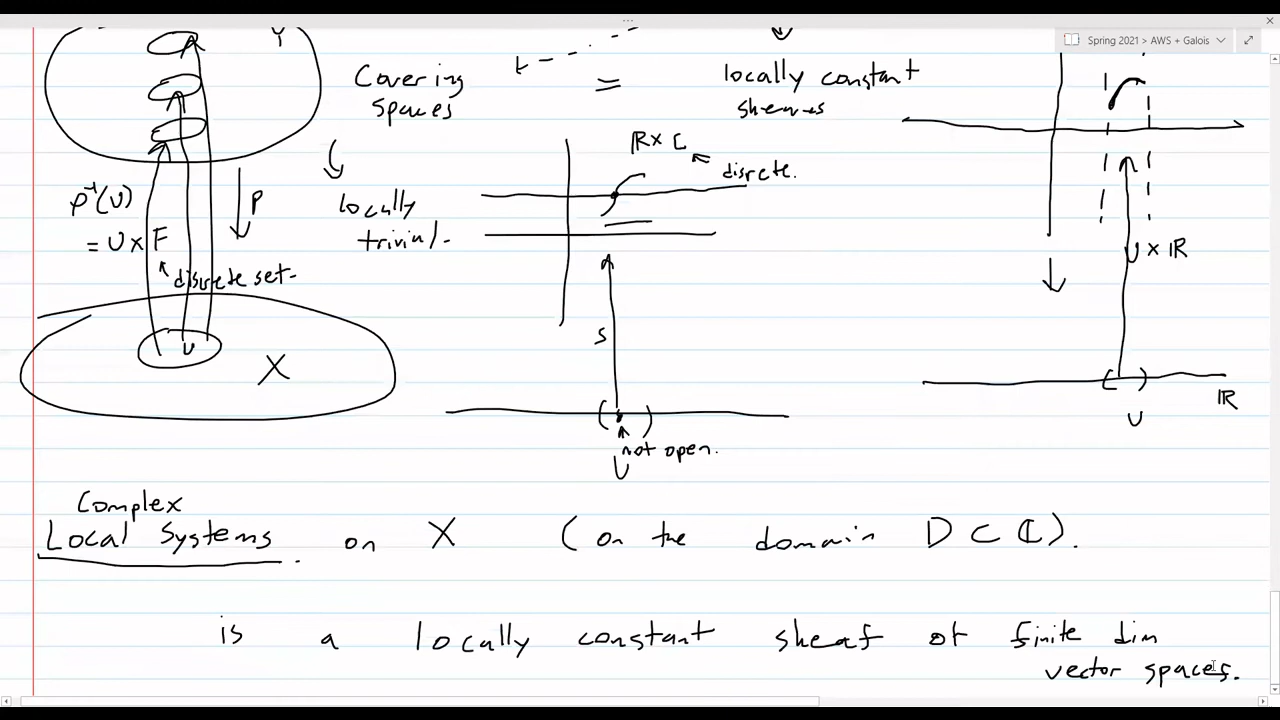 Spring 2021 > AWS + Galois
Y
Covering
spaces
=
locally constant
sheaves
p⁻¹(U)
= U × F
discrete set.
p
locally
trivial.
U
X
ℝ × ℂ
discrete.
S
not open.
U
U × ℝ
ℝ
U
Complex
Local Systems. on X (on the domain D ⊂ ℂ).
is a locally constant sheaf of finite dim
vector spaces.